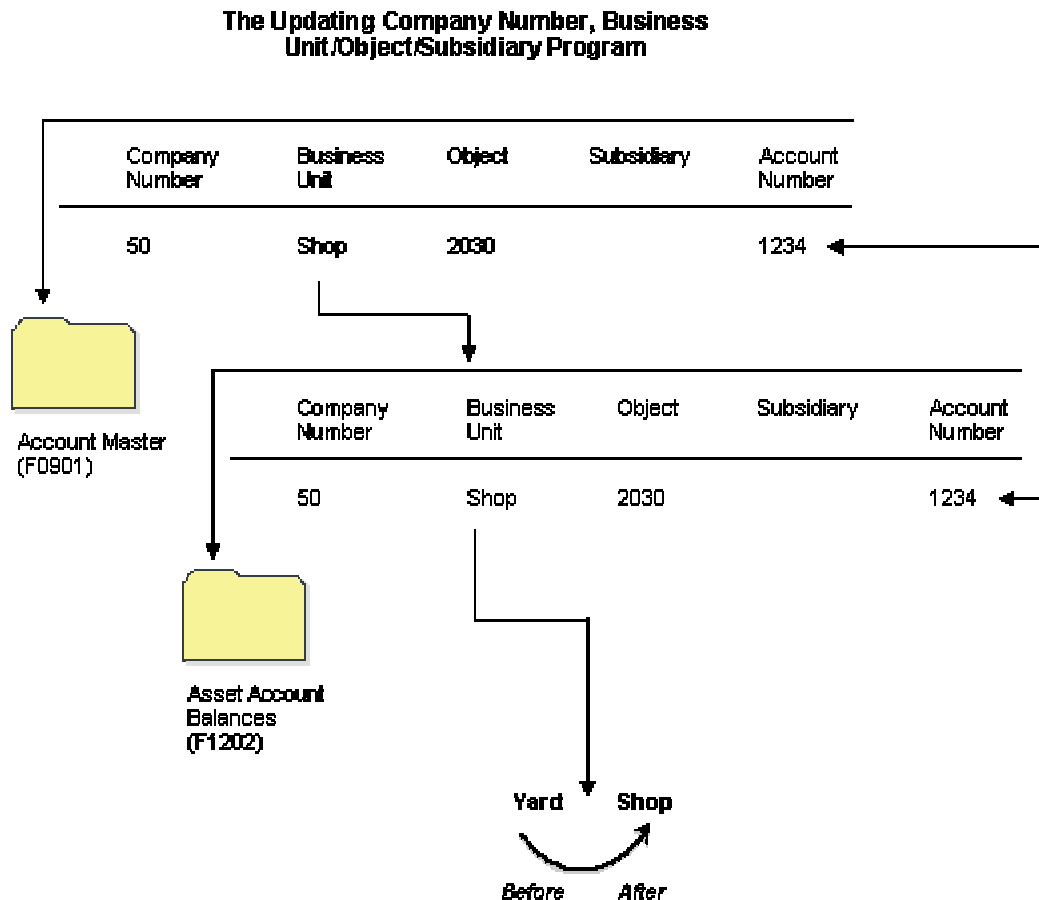 The Updating Company Number, Business
Unit/Object/Subsidiary Program
Company Number Business Unit Object Subsidiary Account Number
50 Shop 2030 1234
Account Master
(F0901)
Company Number Business Unit Object Subsidiary Account Number
50 Shop 2030 1234
Asset Account
Balances
(F1202)
Yard Shop
Before After